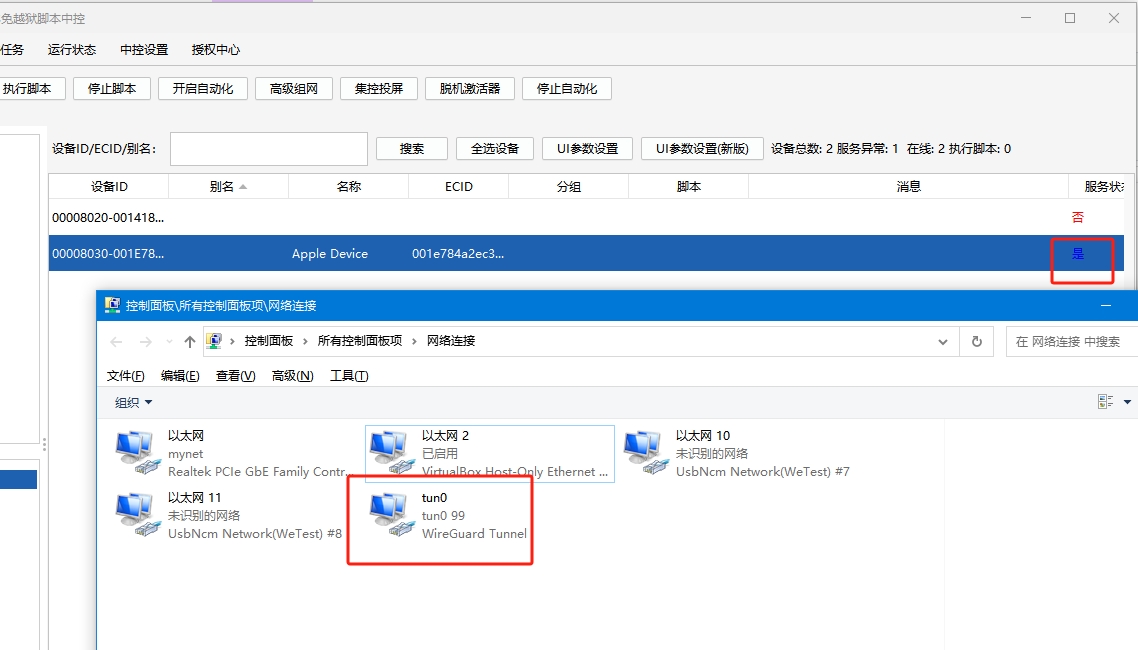 免越狱脚本中控
任务 运行状态 中控设置 授权中心
执行脚本 停止脚本 开启自动化 高级组网 集控投屏 脱机激活器 停止自动化
设备ID/ECID/别名: 搜索 全选设备 UI参数设置 UI参数设置(新版) 设备总数: 2 服务异常: 1 在线: 2 执行脚本: 0
设备ID 别名 名称 ECID 分组 脚本 消息 服务状
00008020-001418... 否
00008030-001E78... Apple Device 001e784a2ec3... 是
控制面板\所有控制面板项\网络连接
控制面板 › 所有控制面板项 › 网络连接 在 网络连接 中搜索
文件(F) 编辑(E) 查看(V) 高级(N) 工具(T)
组织
以太网
mynet
Realtek PCIe GbE Family Contr...
以太网 2
已启用
VirtualBox Host-Only Ethernet ...
以太网 10
未识别的网络
UsbNcm Network(WeTest) #7
以太网 11
未识别的网络
UsbNcm Network(WeTest) #8
tun0
tun0 99
WireGuard Tunnel